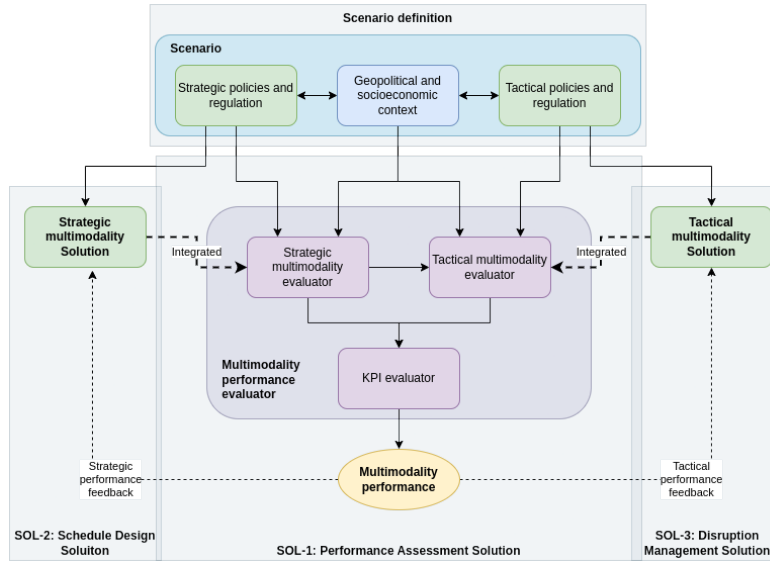 Scenario definition
Scenario
Strategic policies and
regulation
Geopolitical and
socioeconomic
context
Tactical policies and
regulation
Strategic
multimodality
Solution
Tactical
multimodality
Solution
Integrated
Strategic
multimodality
evaluator
Tactical multimodality
evaluator
Integrated
Multimodality
performance
evaluator
KPI evaluator
Strategic
performance
feedback
Multimodality
performance
Tactical
performance
feedback
SOL-2: Schedule Design
Soluiton
SOL-1: Performance Assessment Solution
SOL-3: Disruption
Management Solution